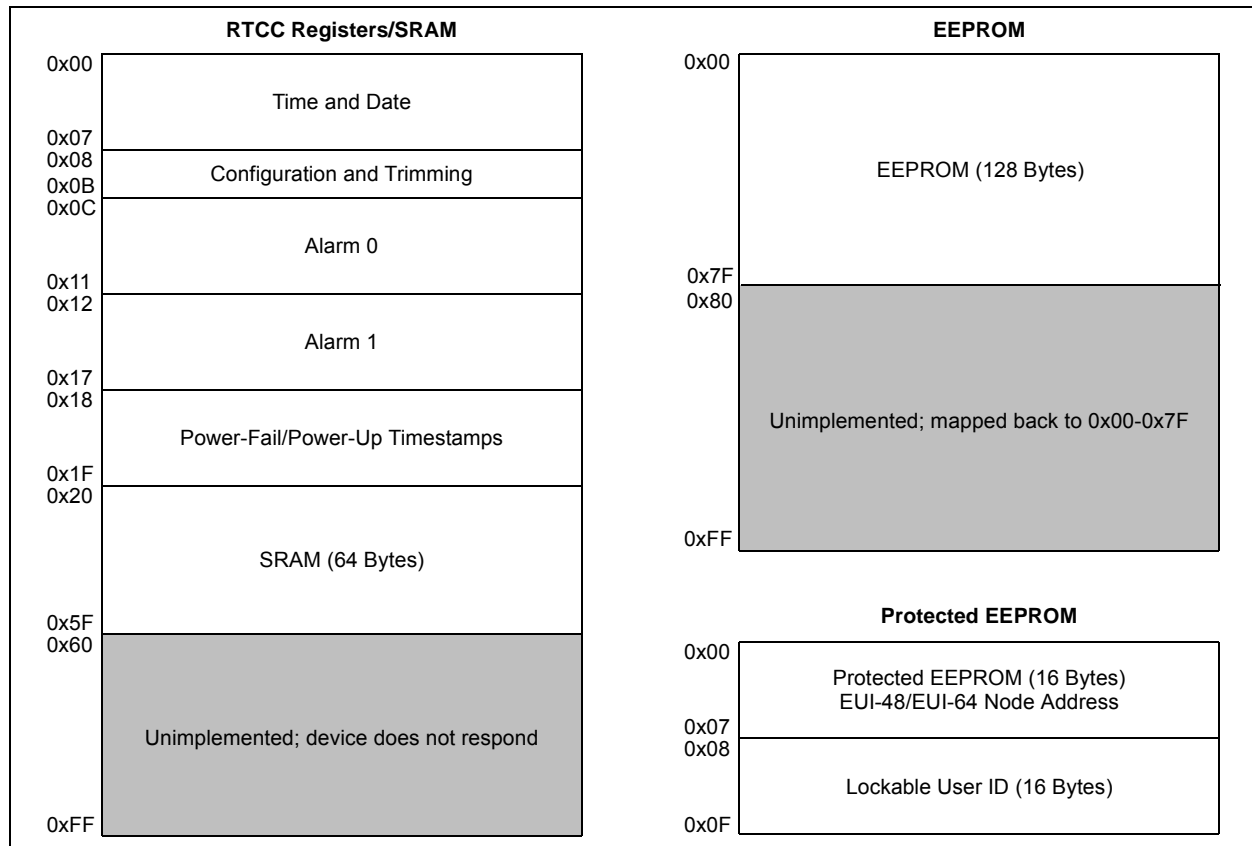 RTCC Registers/SRAM
0x00
Time and Date
0x07
0x08
Configuration and Trimming
0x0B
0x0C
Alarm 0
0x11
0x12
Alarm 1
0x17
0x18
Power-Fail/Power-Up Timestamps
0x1F
0x20
SRAM (64 Bytes)
0x5F
0x60
Unimplemented; device does not respond
0xFF
EEPROM
0x00
EEPROM (128 Bytes)
0x7F
0x80
Unimplemented; mapped back to 0x00-0x7F
0xFF
Protected EEPROM
0x00
Protected EEPROM (16 Bytes)
EUI-48/EUI-64 Node Address
0x07
0x08
Lockable User ID (16 Bytes)
0x0F